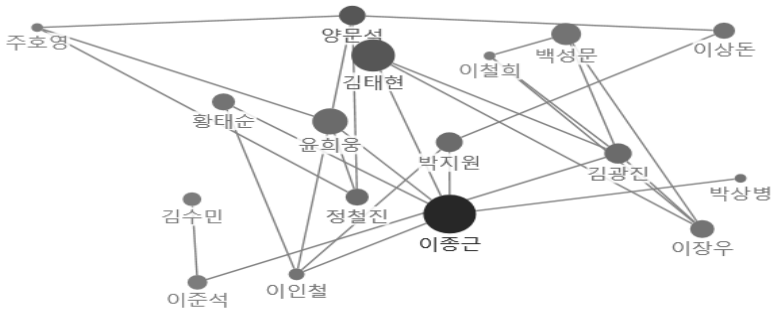 주호영
양문석
이상돈
백성문
이철희
김태현
황태순
윤희웅
박지원
김광진
박상병
김수민
정철진
이종근
이장우
이준석
이인철